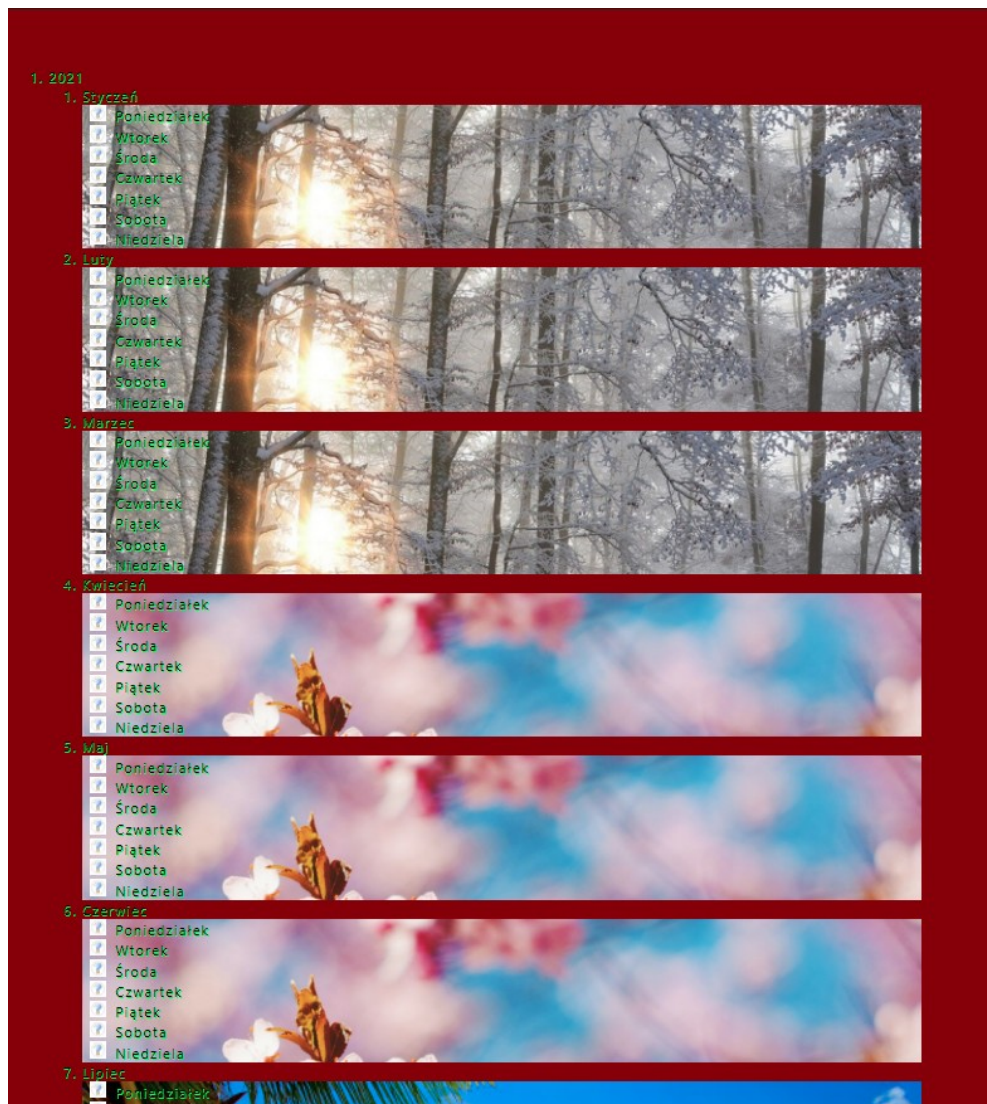 1. 2021
1. Styczeń
Poniedziałek
Wtorek
Środa
Czwartek
Piątek
Sobota
Niedziela
2. Luty
Poniedziałek
Wtorek
Środa
Czwartek
Piątek
Sobota
Niedziela
3. Marzec
Poniedziałek
Wtorek
Środa
Czwartek
Piątek
Sobota
Niedziela
4. Kwiecień
Poniedziałek
Wtorek
Środa
Czwartek
Piątek
Sobota
Niedziela
5. Maj
Poniedziałek
Wtorek
Środa
Czwartek
Piątek
Sobota
Niedziela
6. Czerwiec
Poniedziałek
Wtorek
Środa
Czwartek
Piątek
Sobota
Niedziela
7. Lipiec
Poniedziałek